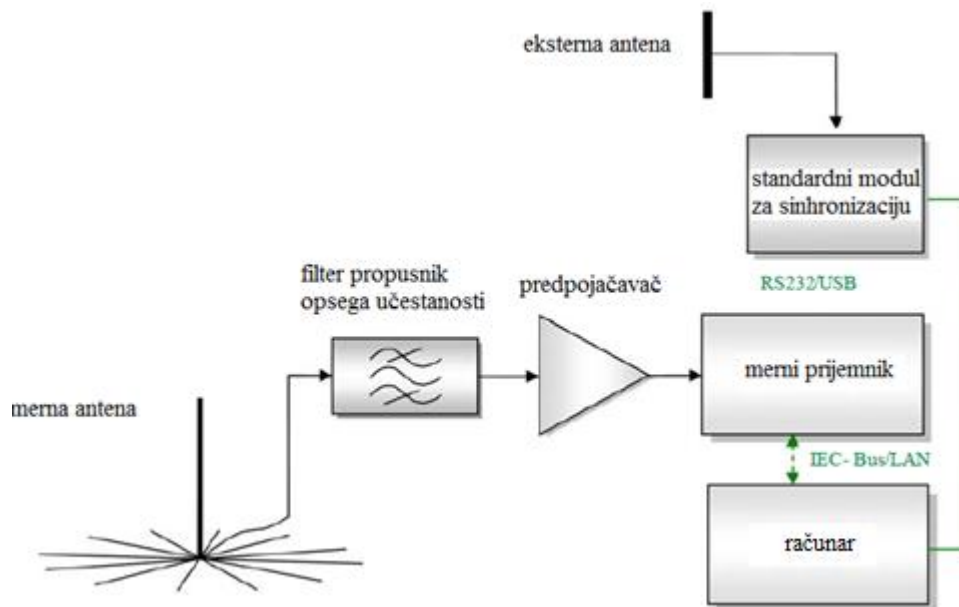 eksterna antena
standardni modul
za sinhronizaciju
RS232/USB
filter propusnik
opsega učestanosti
predpojačavač
merni prijemnik
merna antena
IEC- Bus/LAN
računar